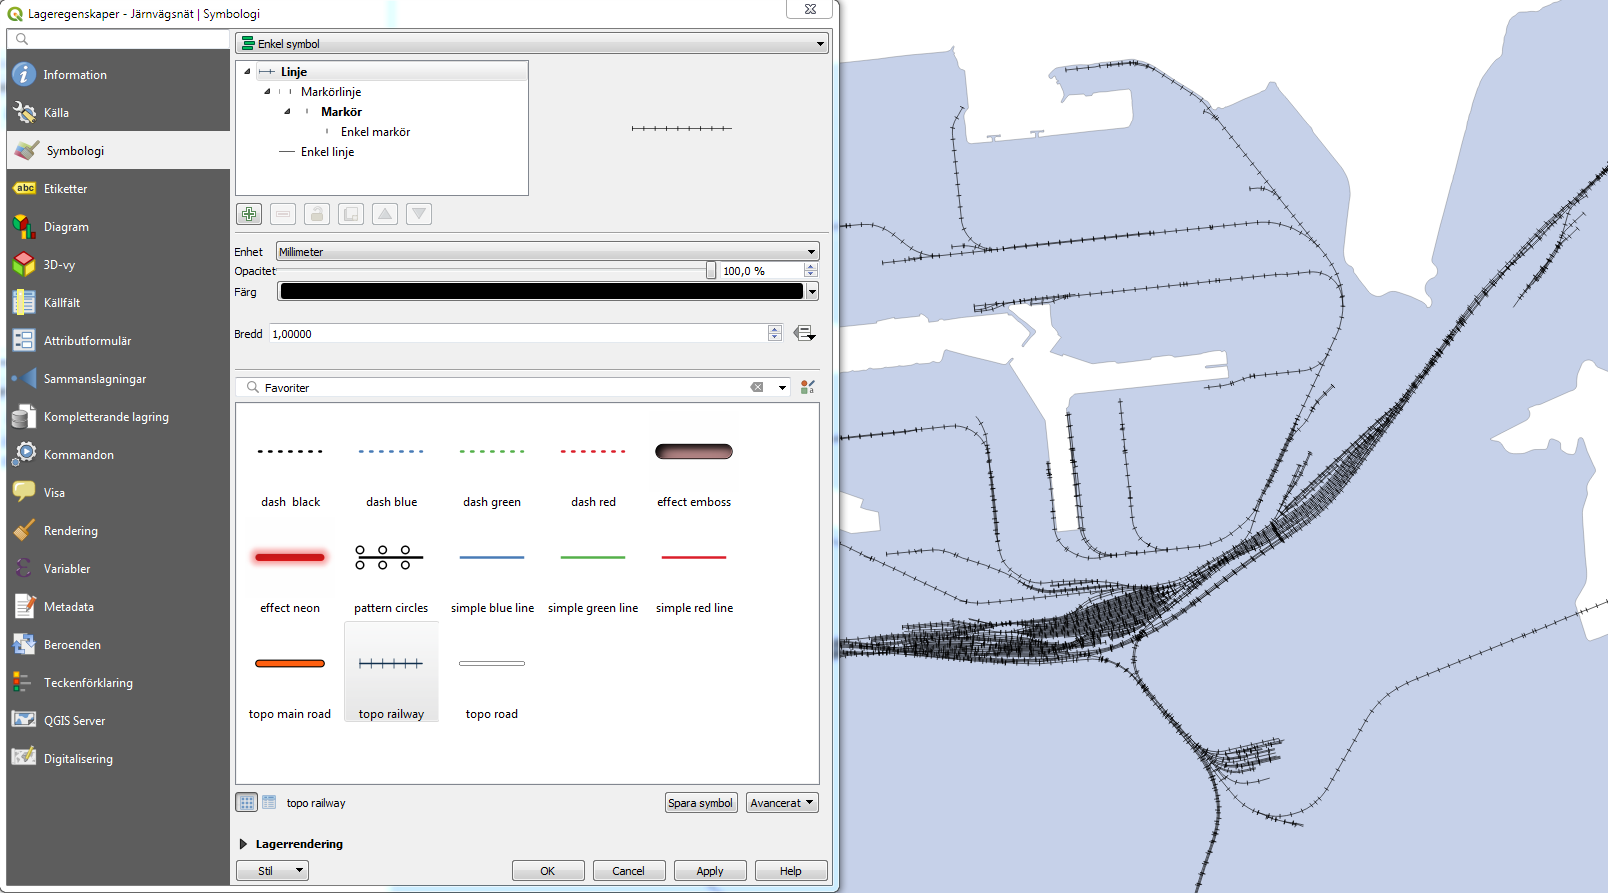 Lageregenskaper - Järnvägsnät | Symbologi
Information
Källa
Symbologi
abc Etiketter
Diagram
3D-vy
Källfält
Attributformulär
Sammanslagningar
Kompletterande lagring
Kommandon
Visa
Rendering
Variabler
Metadata
Beroenden
Teckenförklaring
QGIS Server
Digitalisering
Enkel symbol
Linje
Markörlinje
Markör
Enkel markör
Enkel linje
Enhet Millimeter
Opacitet 100,0 %
Färg
Bredd 1,00000
Favoriter
dash black dash blue dash green dash red effect emboss
effect neon pattern circles simple blue line simple green line simple red line
topo main road topo railway topo road
topo railway Spara symbol Avancerat
Lagerrendering
Stil OK Cancel Apply Help